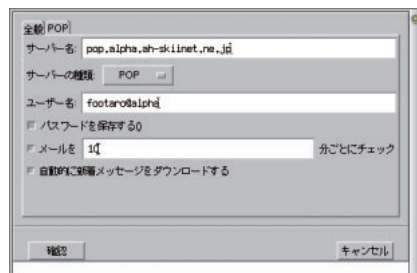 全般 POP
サーバー名: pop.alpha.ah-skiinet.ne.jp
サーバーの種類: POP
ユーザー名: footaro@alpha
パスワードを保存する()
メールを 10 分ごとにチェック
自動的に新着メッセージをダウンロードする
確認 キャンセル